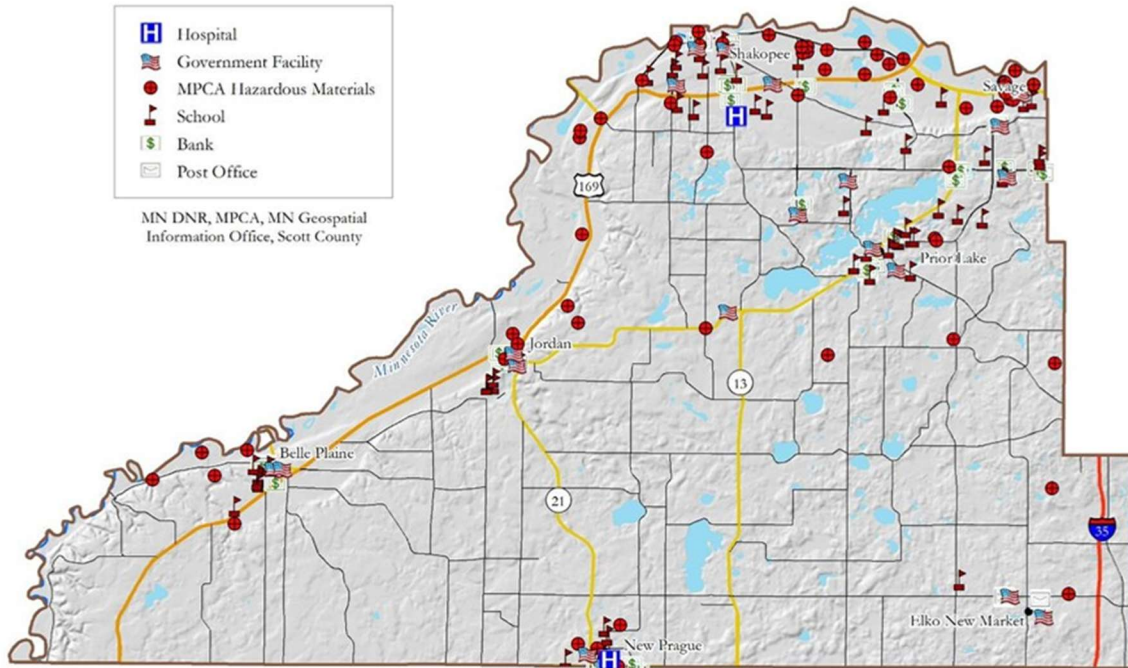 H Hospital
Government Facility
MPCA Hazardous Materials
School
$ Bank
Post Office
MN DNR, MPCA, MN Geospatial
Information Office, Scott County
Shakopee
Savage
H
169
Prior Lake
Minnesota River
Jordan
13
Belle Plaine
21
35
Elko New Market
New Prague
H